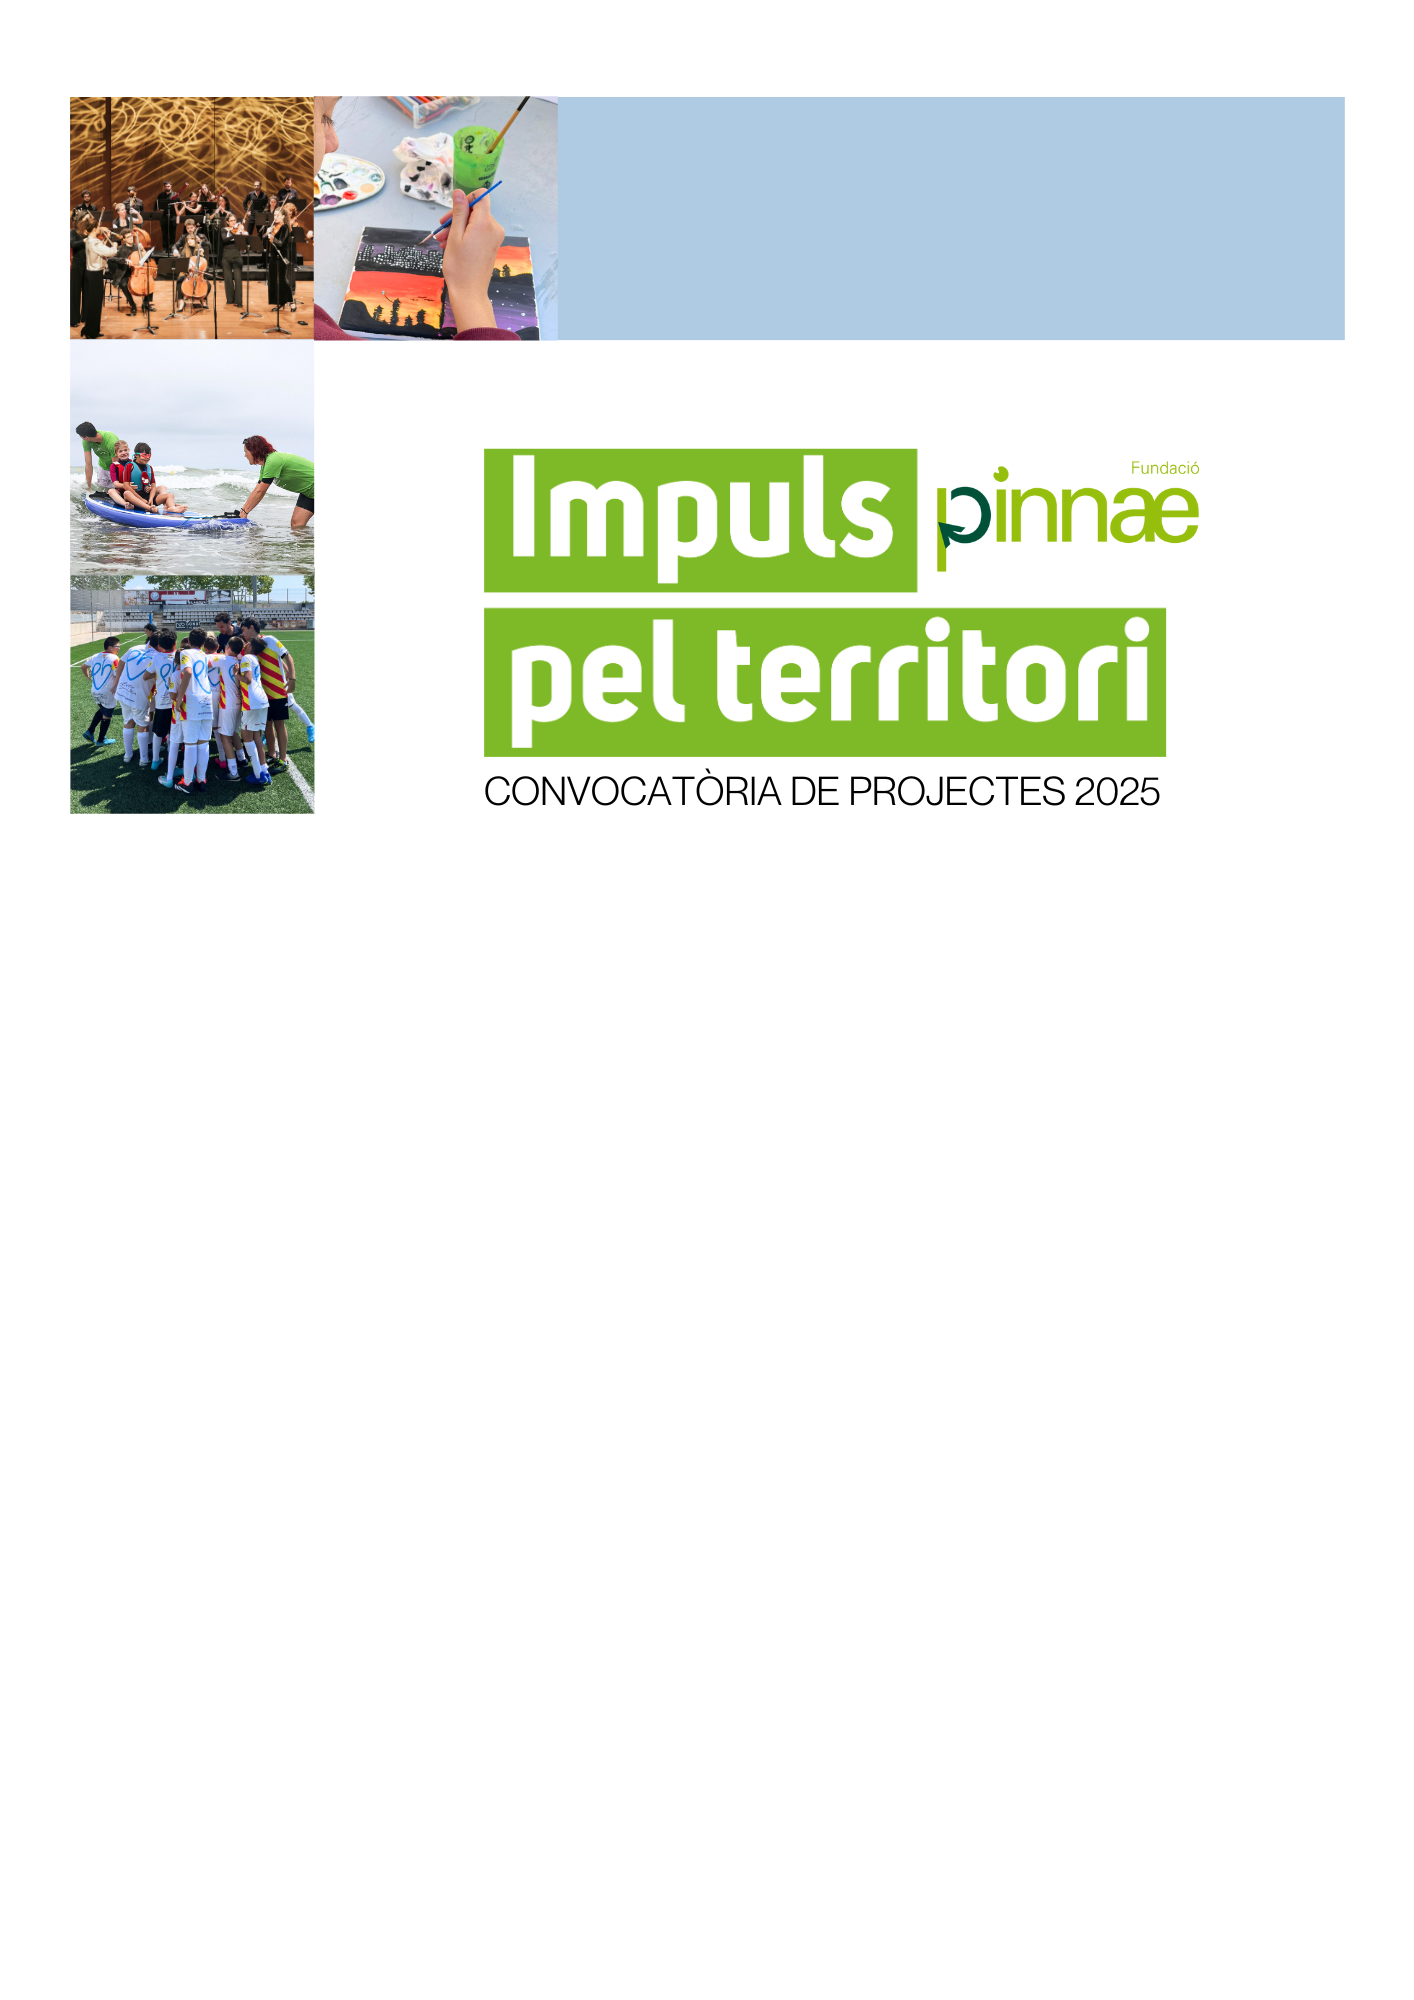 Impuls
Fundació
pinnae
pel territori
CONVOCATÒRIA DE PROJECTES 2025